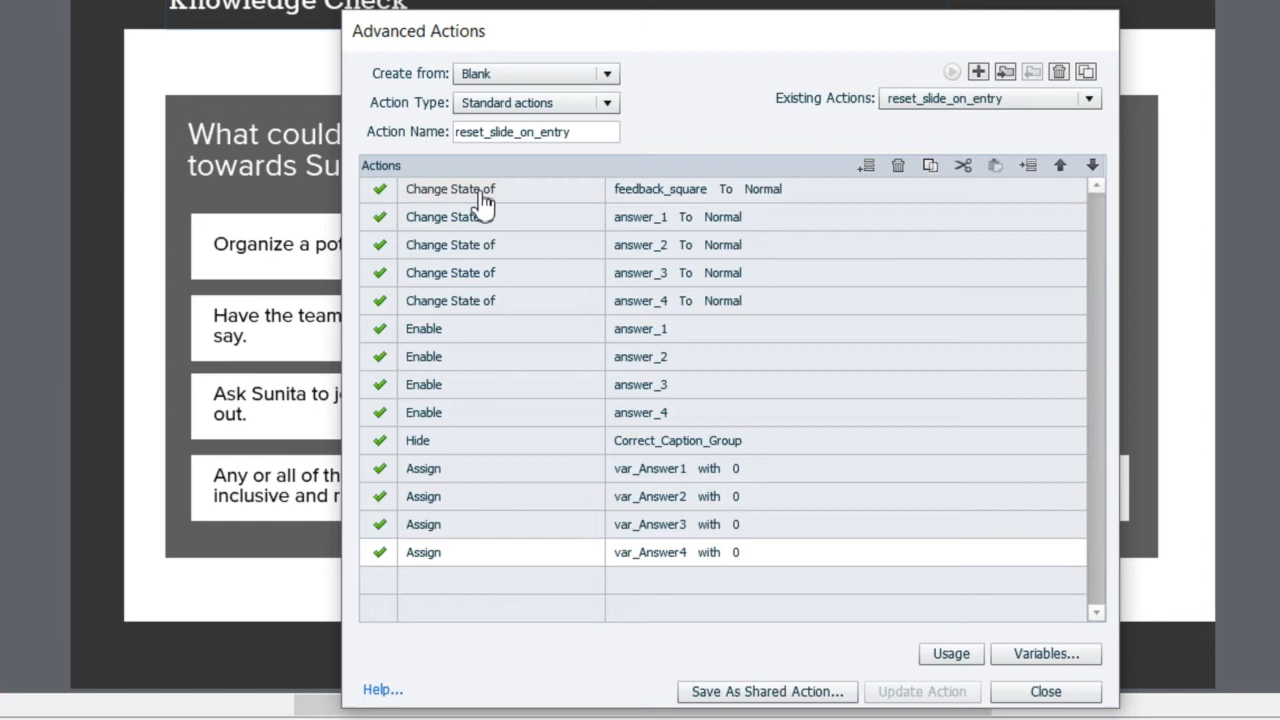 Knowledge Check
Advanced Actions
Create from: Blank
Action Type: Standard actions
Existing Actions: reset_slide_on_entry
Action Name: reset_slide_on_entry
Actions
Change State of feedback_square To Normal
Change State of answer_1 To Normal
Change State of answer_2 To Normal
Change State of answer_3 To Normal
Change State of answer_4 To Normal
Enable answer_1
Enable answer_2
Enable answer_3
Enable answer_4
Hide Correct_Caption_Group
Assign var_Answer1 with 0
Assign var_Answer2 with 0
Assign var_Answer3 with 0
Assign var_Answer4 with 0
Usage Variables...
Help... Save As Shared Action... Update Action Close
What could
towards Su
Organize a pot
Have the team
say.
Ask Sunita to j
out.
Any or all of th
inclusive and r